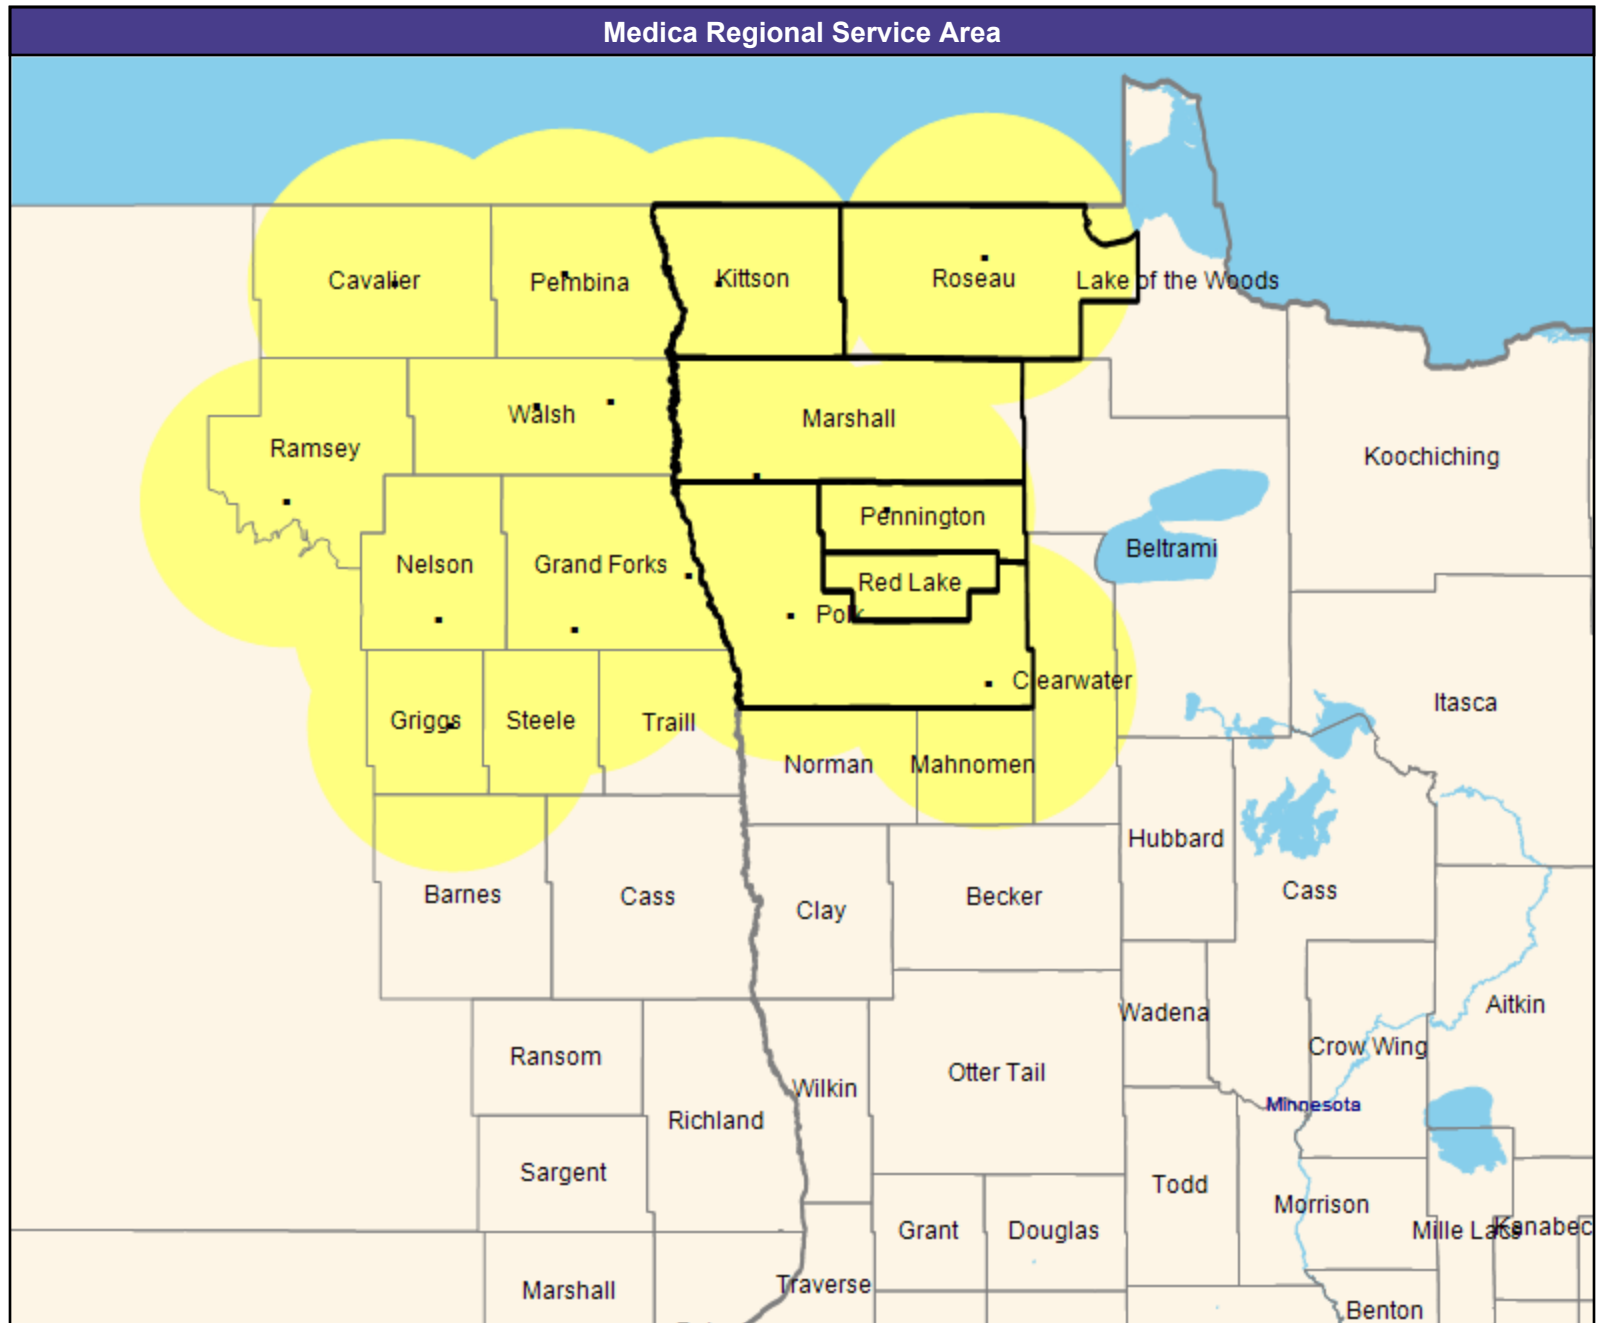 Medica Regional Service Area
Cavalier
Pembina
Kittson
Roseau
Lake of the Woods
Walsh
Marshall
Ramsey
Koochiching
Pennington
Beltrami
Nelson
Grand Forks
Red Lake
Polk
Clearwater
Itasca
Griggs
Steele
Traill
Norman
Mahnomen
Hubbard
Barnes
Cass
Clay
Becker
Cass
Wadena
Aitkin
Crow Wing
Ransom
Otter Tail
Wilkin
Minnesota
Richland
Sargent
Todd
Morrison
Grant
Douglas
Mille Lacs
Kanabec
Marshall
Traverse
Benton